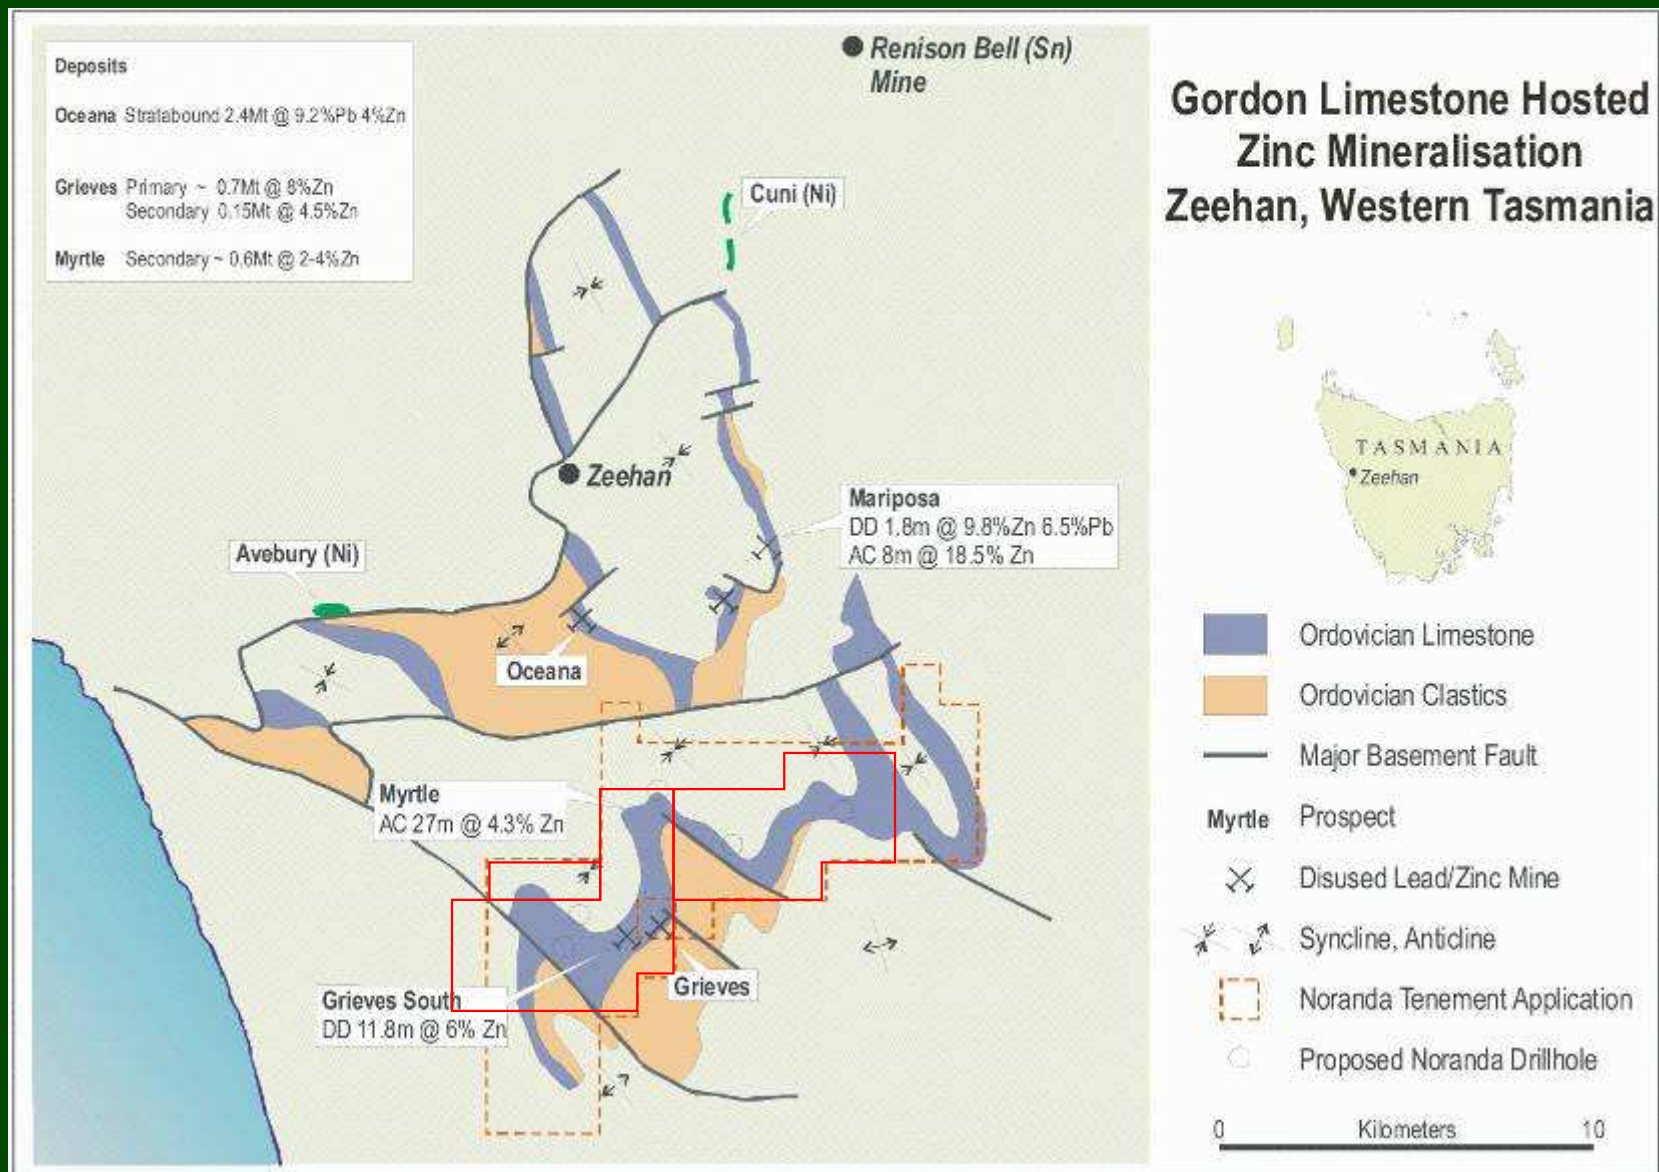 Deposits
Oceana Stratabound 2.4Mt @ 9.2%Pb 4%Zn
Grieves Primary ~ 0.7Mt @ 8%Zn
Secondary 0.15Mt @ 4.5%Zn
Myrtle Secondary ~ 0.6Mt @ 2-4%Zn
Renison Bell (Sn)
Mine
Cuni (Ni)
Zeehan
Mariposa
DD 1.8m @ 9.8%Zn 6.5%Pb
AC 8m @ 18.5% Zn
Avebury (Ni)
Oceana
Myrtle
AC 27m @ 4.3% Zn
Grieves South
DD 11.8m @ 6% Zn
Grieves
Gordon Limestone Hosted
Zinc Mineralisation
Zeehan, Western Tasmania
TASMANIA
Zeehan
Ordovician Limestone
Ordovician Clastics
Major Basement Fault
Myrtle Prospect
Disused Lead/Zinc Mine
Syncline, Anticline
Noranda Tenement Application
Proposed Noranda Drillhole
0 Kilometers 10